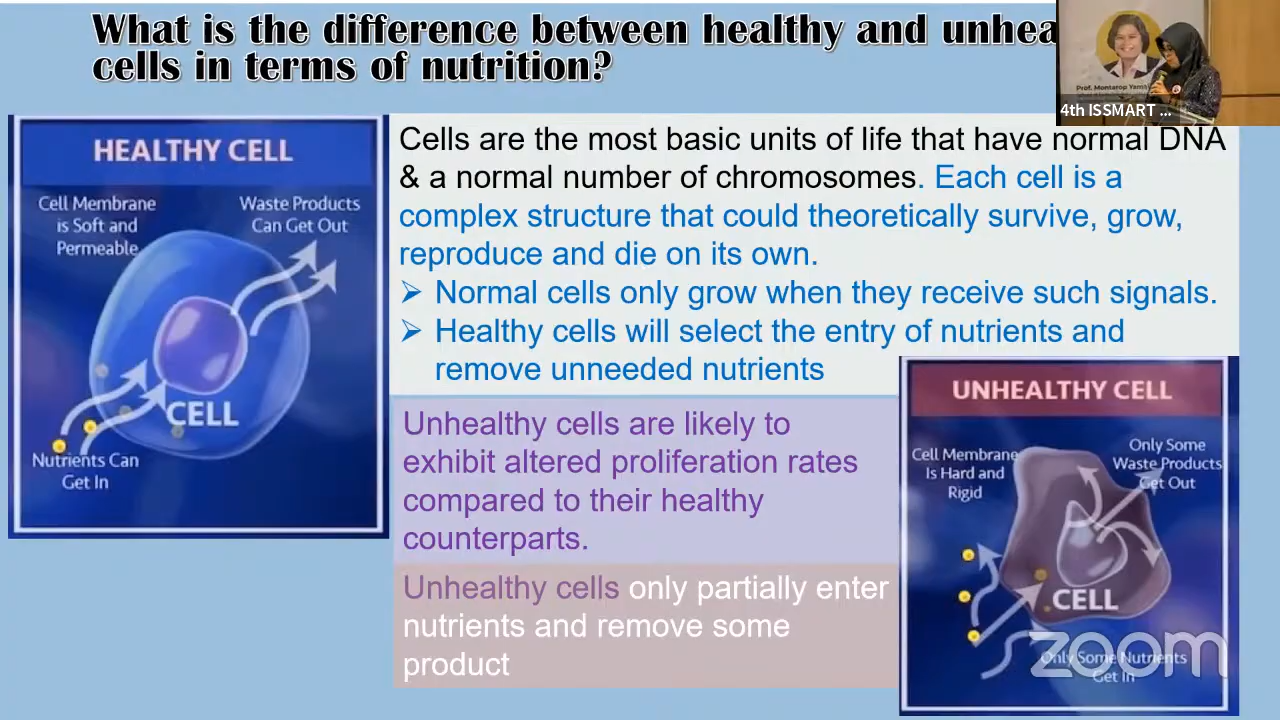 What is the difference between healthy and unhea
cells in terms of nutrition?
4th ISSMART ...
HEALTHY CELL
Cell Membrane
is Soft and
Permeable
Waste Products
Can Get Out
CELL
Nutrients Can
Get In
Cells are the most basic units of life that have normal DNA
& a normal number of chromosomes. Each cell is a
complex structure that could theoretically survive, grow,
reproduce and die on its own.
➢ Normal cells only grow when they receive such signals.
➢ Healthy cells will select the entry of nutrients and
remove unneeded nutrients
Unhealthy cells are likely to
exhibit altered proliferation rates
compared to their healthy
counterparts.
Unhealthy cells only partially enter
nutrients and remove some
product
UNHEALTHY CELL
Cell Membrane
Is Hard and
Rigid
Only Some
Waste Products
Get Out
CELL
zoom
Only Some Nutrients
Get In